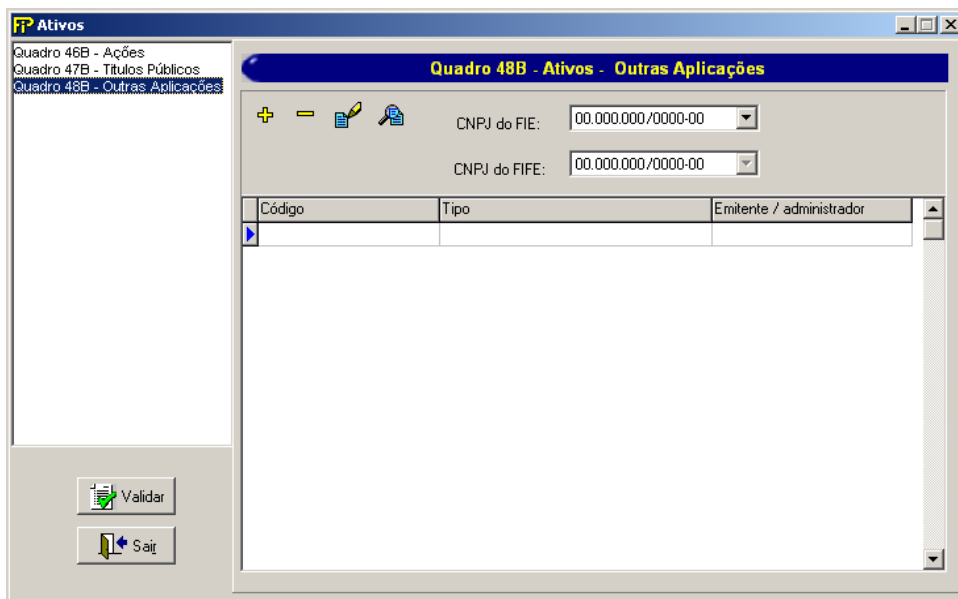 FiP Ativos
Quadro 46B - Ações
Quadro 47B - Titulos Públicos
Quadro 48B - Outras Aplicações
Quadro 48B - Ativos - Outras Aplicações
CNPJ do FIE: 00.000.000/0000-00
CNPJ do FIFE: 00.000.000/0000-00
Código Tipo Emitente / administrador
Validar
Sair